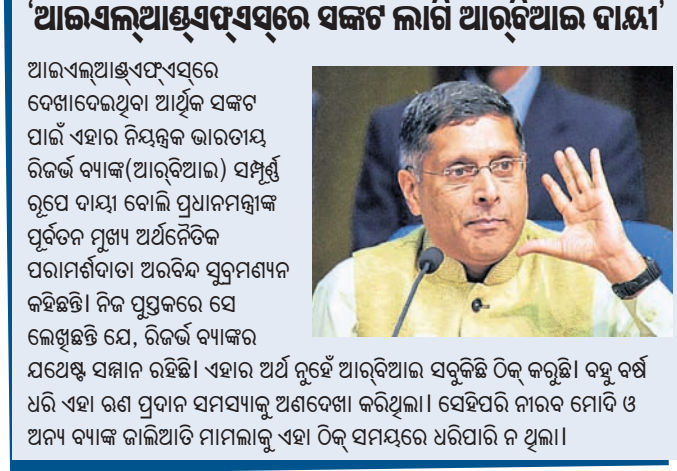 'ଆଇଏଲ୍ଆଣ୍ଡଏଫ୍ଏସ୍‌ରେ ସଙ୍କଟ ଲାଗି ଆର୍‌ବିଆଇ ଦାୟୀ'
ଆଇଏଲ୍ଆଣ୍ଡଏଫ୍ଏସ୍‌ରେ
ଦେଖାଦେଇଥିବା ଆର୍ଥିକ ସଙ୍କଟ
ପାଇଁ ଏହାର ନିୟନ୍ତ୍ରକ ଭାରତୀୟ
ରିଜର୍ଭ ବ୍ୟାଙ୍କ(ଆର୍‌ବିଆଇ) ସମ୍ପୂର୍ଣ୍ଣ
ରୂପେ ଦାୟୀ ବୋଲି ପ୍ରଧାନମନ୍ତ୍ରୀଙ୍କ
ପୂର୍ବତନ ମୁଖ୍ୟ ଅର୍ଥନୈତିକ
ପରାମର୍ଶଦାତା ଅରବିନ୍ଦ ସୁବ୍ରମଣ୍ୟନ
କହିଛନ୍ତି। ନିଜ ପୁସ୍ତକରେ ସେ
ଲେଖିଛନ୍ତି ଯେ, ରିଜର୍ଭ ବ୍ୟାଙ୍କର
ଯଥେଷ୍ଟ ସମ୍ମାନ ରହିଛି। ଏହାର ଅର୍ଥ ନୁହେଁ ଆର୍‌ବିଆଇ ସବୁକିଛି ଠିକ୍ କରୁଛି। ବହୁ ବର୍ଷ
ଧରି ଏହା ଋଣ ପ୍ରଦାନ ସମସ୍ୟାକୁ ଅଣଦେଖା କରିଥିଲା। ସେହିପରି ନୀରବ ମୋଦି ଓ
ଅନ୍ୟ ବ୍ୟାଙ୍କ ଜାଲିଆତି ମାମଲାକୁ ଏହା ଠିକ୍ ସମୟରେ ଧରିପାରି ନ ଥିଲା।